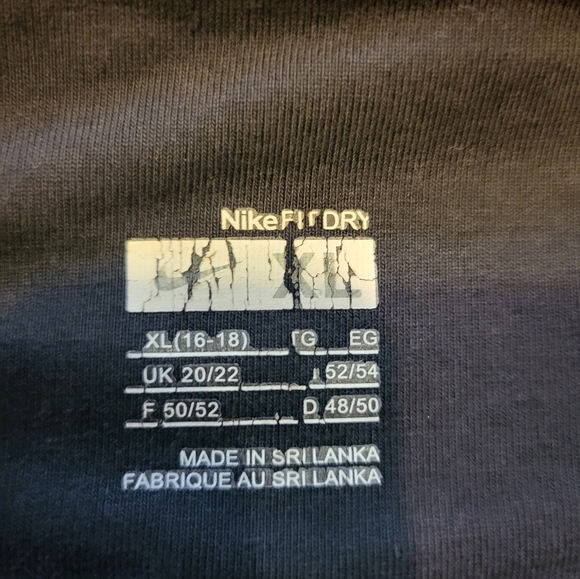 Nike FIT DRY
XL
XL(16-18) TG EG
UK 20/22 I 52/54
F 50/52 D 48/50
MADE IN SRI LANKA
FABRIQUE AU SRI LANKA